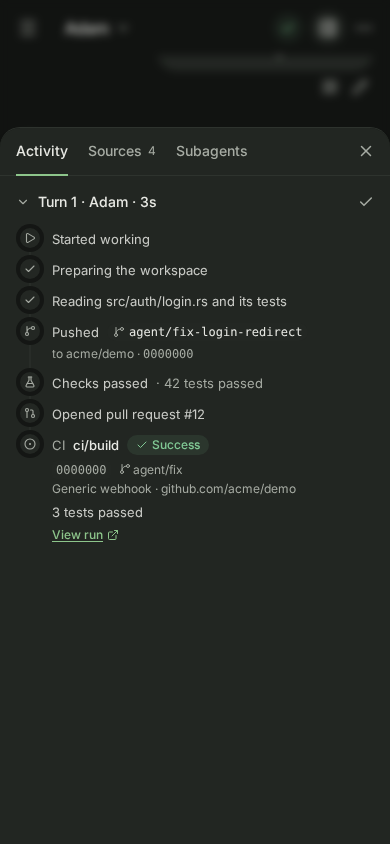 Adam
Activity Sources 4 Subagents
Turn 1 · Adam · 3s
Started working
Preparing the workspace
Reading src/auth/login.rs and its tests
Pushed agent/fix-login-redirect
to acme/demo · 0000000
Checks passed · 42 tests passed
Opened pull request #12
CI ci/build Success
0000000 agent/fix
Generic webhook · github.com/acme/demo
3 tests passed
View run